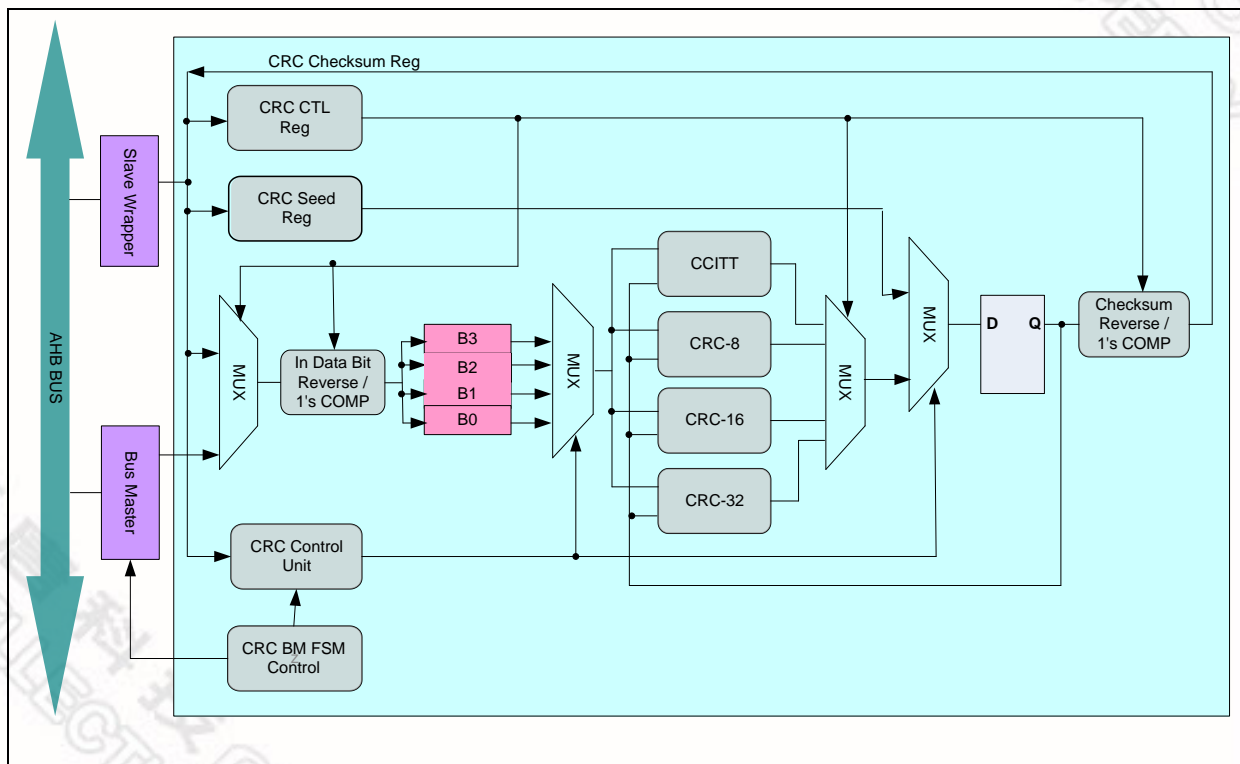 CRC Checksum Reg
CRC CTL
Reg
CRC Seed
Reg
Slave Wrapper
AHB BUS
Bus Master
MUX
In Data Bit
Reverse /
1's COMP
B3
B2
B1
B0
MUX
CCITT
CRC-8
CRC-16
CRC-32
MUX
MUX
D
Q
Checksum
Reverse /
1's COMP
CRC Control
Unit
CRC BM FSM
Control
科技